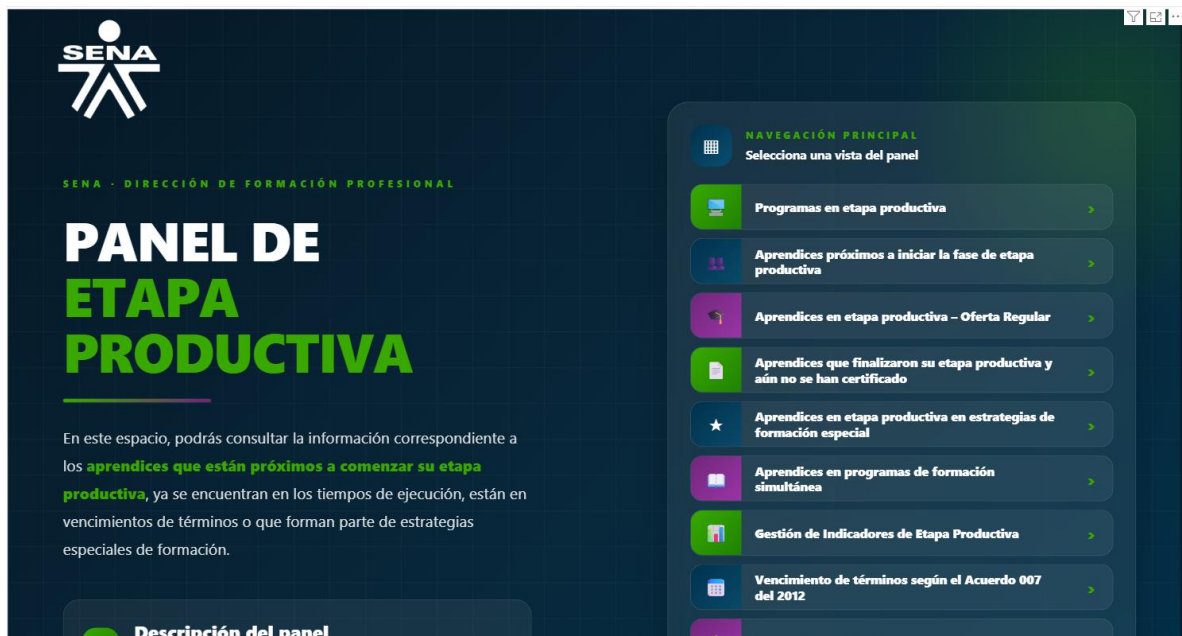 SENA
SENA - DIRECCIÓN DE FORMACIÓN PROFESIONAL
PANEL DE
ETAPA
PRODUCTIVA
En este espacio, podrás consultar la información correspondiente a
los aprendices que están próximos a comenzar su etapa
productiva, ya se encuentran en los tiempos de ejecución, están en
vencimientos de términos o que forman parte de estrategias
especiales de formación.
Descripción del panel
NAVEGACIÓN PRINCIPAL
Selecciona una vista del panel
Programas en etapa productiva
Aprendices próximos a iniciar la fase de etapa
productiva
Aprendices en etapa productiva – Oferta Regular
Aprendices que finalizaron su etapa productiva y
aún no se han certificado
Aprendices en etapa productiva en estrategias de
formación especial
Aprendices en programas de formación
simultánea
Gestión de Indicadores de Etapa Productiva
Vencimiento de términos según el Acuerdo 007
del 2012